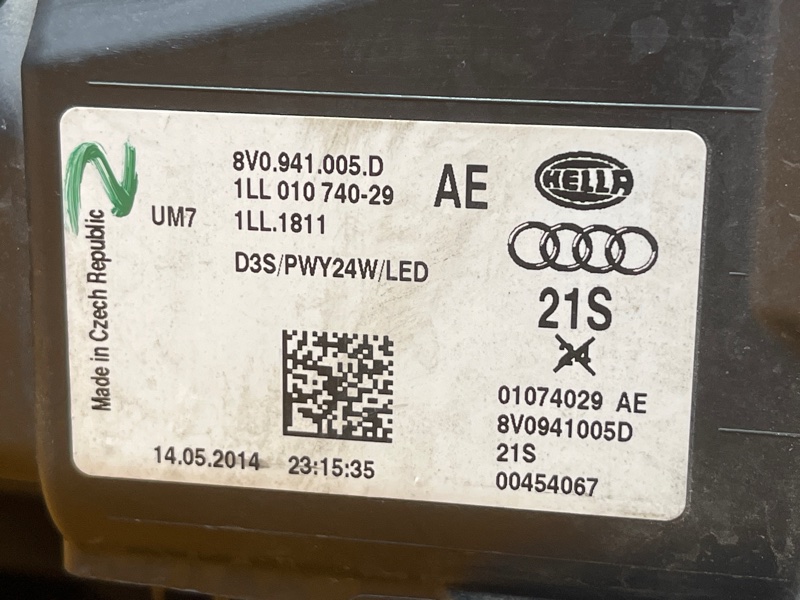 8V0.941.005.D
1LL 010 740-29
AE
HELLA
UM7
1LL.1811
D3S/PWY24W/LED
21S
24
Made in Czech Republic
01074029 AE
8V0941005D
21S
00454067
14.05.2014 23:15:35